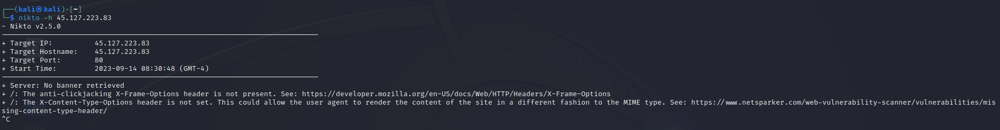 ┌──(kali㉿kali)-[~]
└─$ nikto -h 45.127.223.83
- Nikto v2.5.0
---------------------------------------------------------------------------
+ Target IP:          45.127.223.83
+ Target Hostname:    45.127.223.83
+ Target Port:        80
+ Start Time:         2023-09-14 08:30:48 (GMT-4)
---------------------------------------------------------------------------
+ Server: No banner retrieved
+ /: The anti-clickjacking X-Frame-Options header is not present. See: https://developer.mozilla.org/en-US/docs/Web/HTTP/Headers/X-Frame-Options
+ /: The X-Content-Type-Options header is not set. This could allow the user agent to render the content of the site in a different fashion to the MIME type. See: https://www.netsparker.com/web-vulnerability-scanner/vulnerabilities/mis
sing-content-type-header/
^C
Home